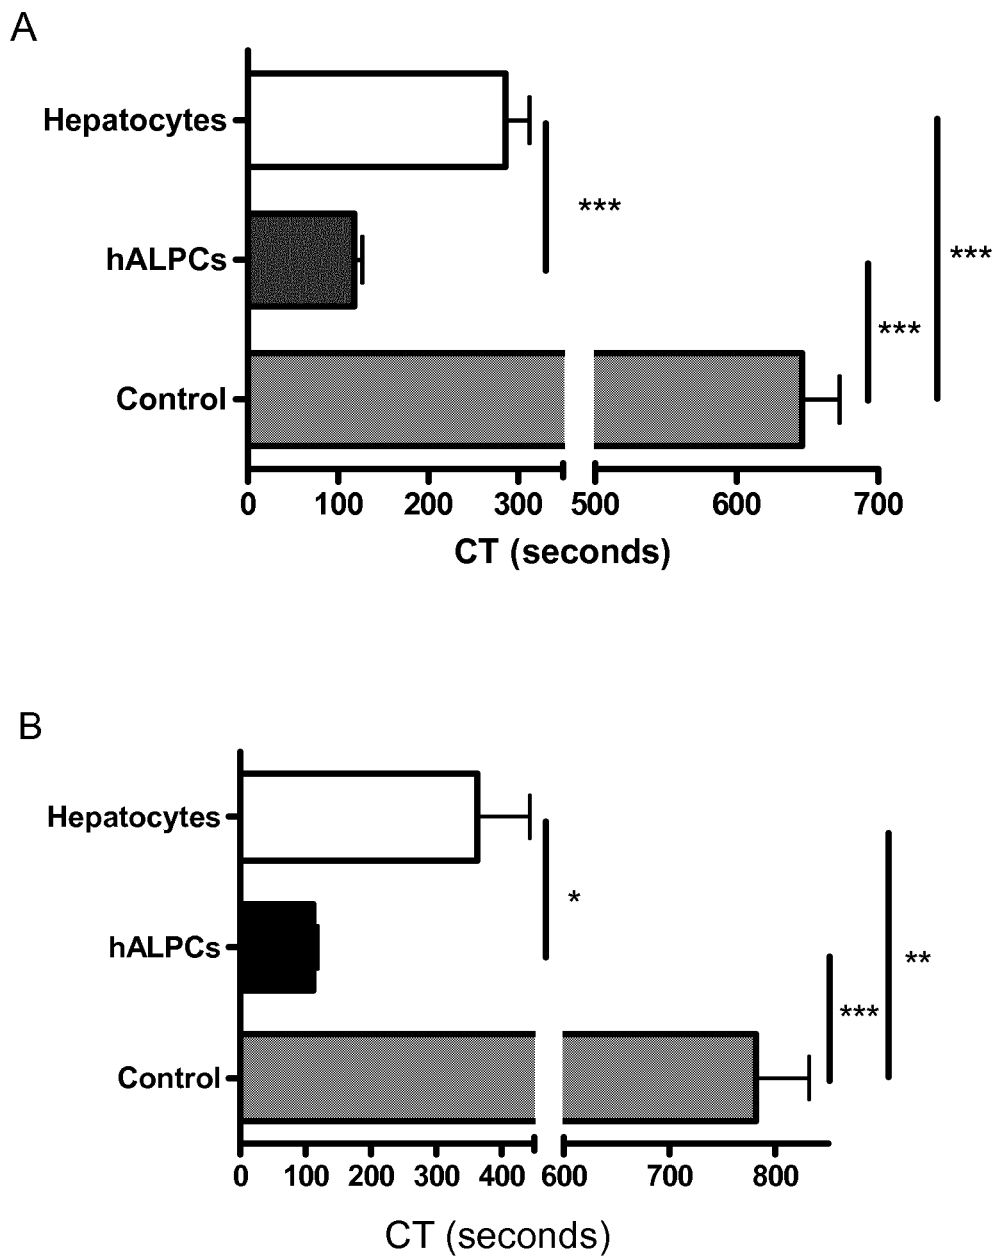 A
Hepatocytes
***
hALPCs
***
***
Control
0 100 200 300 500 600 700
CT (seconds)
B
Hepatocytes
*
hALPCs
**
***
Control
0 100 200 300 400 600 700 800
CT (seconds)